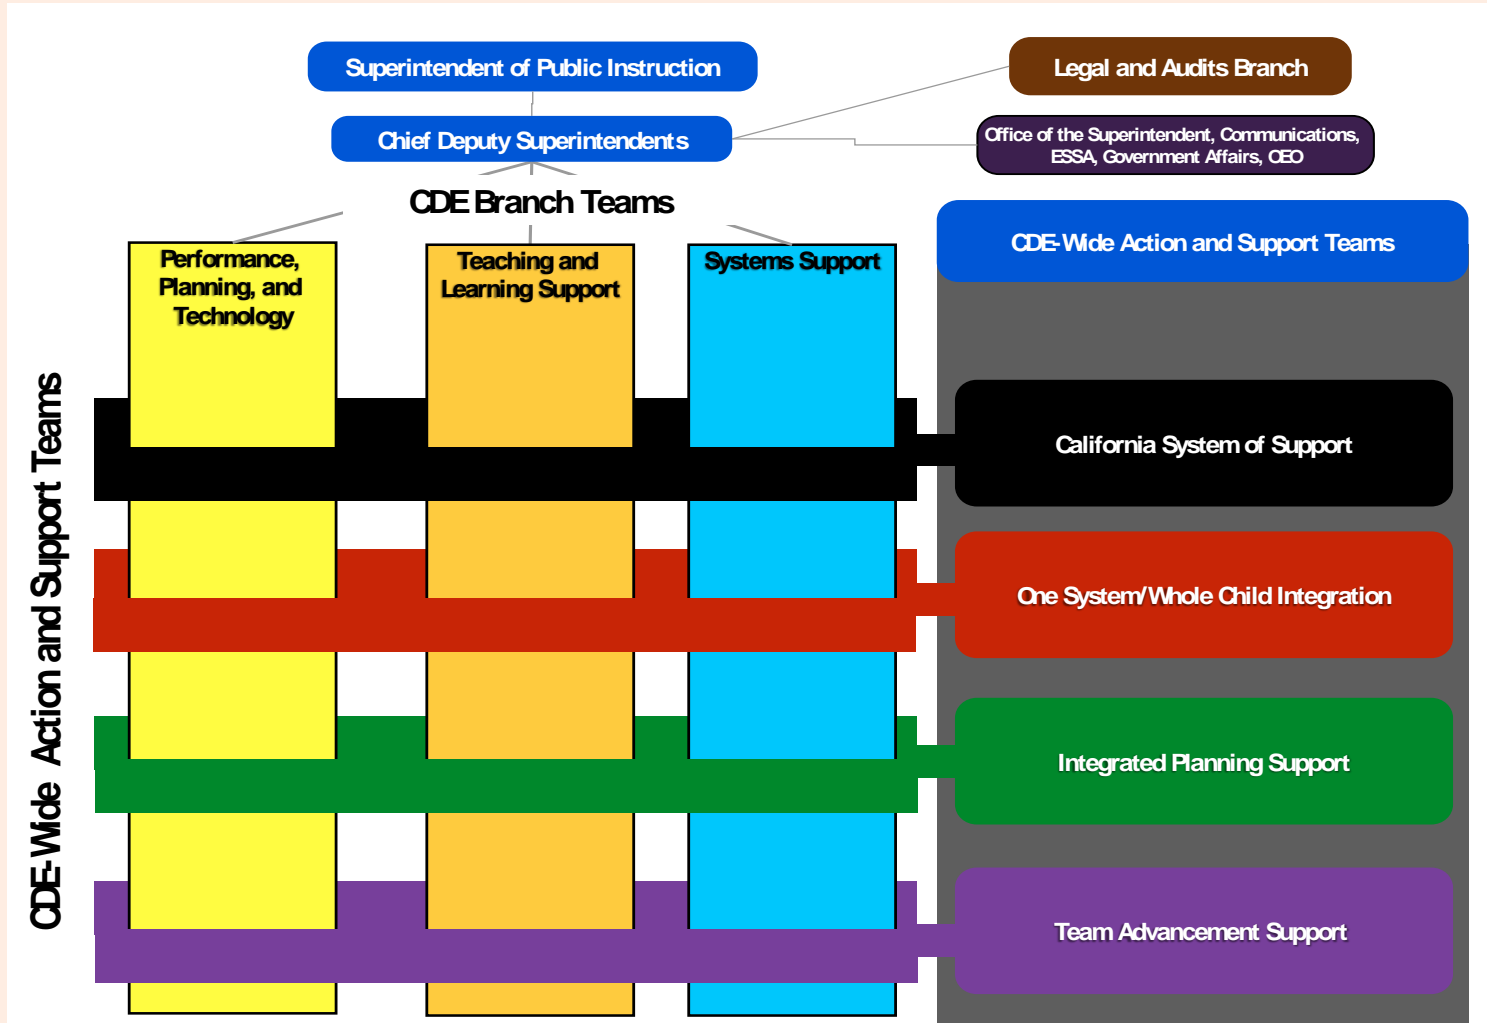 Superintendent of Public Instruction
Legal and Audits Branch
Chief Deputy Superintendents
Office of the Superintendent, Communications,
ESSA, Government Affairs, OEO
CDE Branch Teams
CDE-Wide Action and Support Teams
Performance,
Planning, and
Technology
Teaching and
Learning Support
Systems Support
CDE-Wide Action and Support Teams
California System of Support
One System/Whole Child Integration
Integrated Planning Support
Team Advancement Support